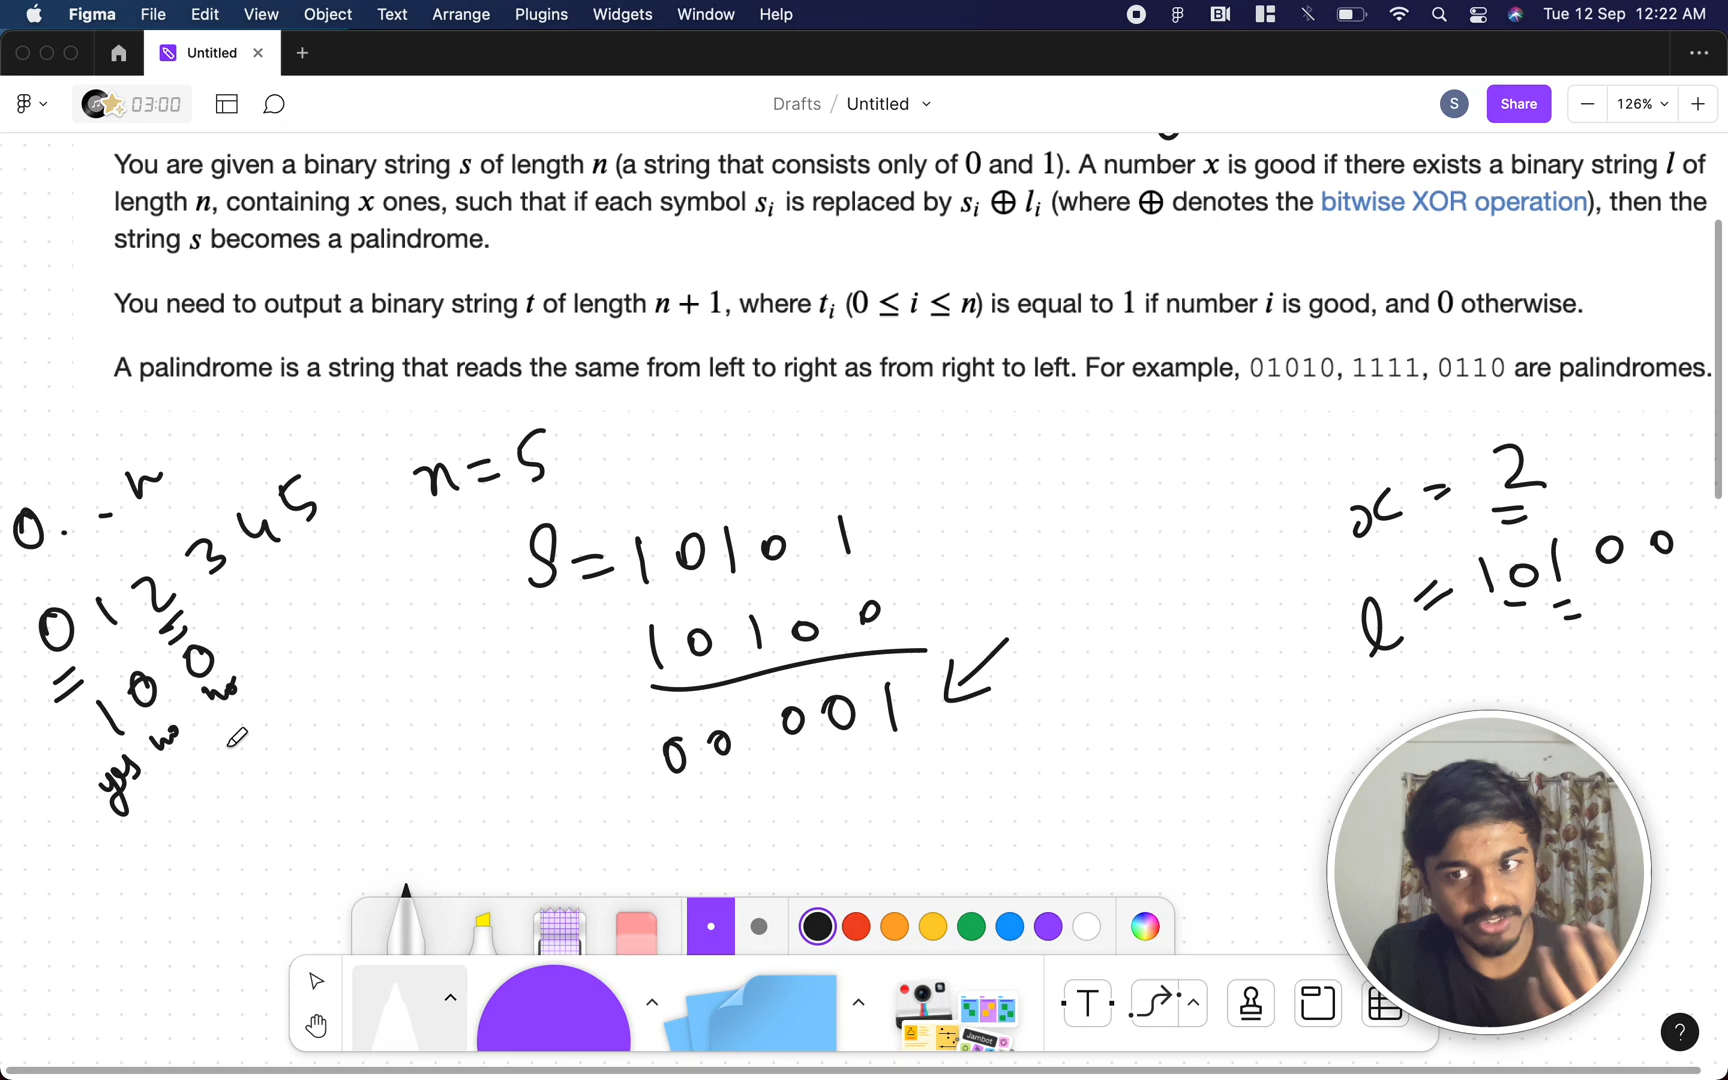 Figma File Edit View Object Text Arrange Plugins Widgets Window Help Tue 12 Sep 12:22 AM
Untitled
03:00 Drafts / Untitled S Share 126%
You are given a binary string s of length n (a string that consists only of 0 and 1). A number x is good if there exists a binary string l of
length n, containing x ones, such that if each symbol sᵢ is replaced by sᵢ ⊕ lᵢ (where ⊕ denotes the bitwise XOR operation), then the
string s becomes a palindrome.
You need to output a binary string t of length n + 1, where tᵢ (0 ≤ i ≤ n) is equal to 1 if number i is good, and 0 otherwise.
A palindrome is a string that reads the same from left to right as from right to left. For example, 01010, 1111, 0110 are palindromes.
0 . - n
0 1 2 3 4 5
1 0 0
yes no no
n = 5
S = 1 0 1 0 1
1 0 1 0 0
0 0 0 0 1
x = 2
l = 1 0 1 0 0
T
Jambot
?